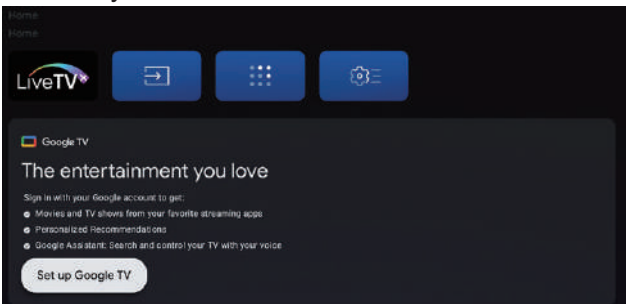 Home
Home
LiveTV
Google TV
The entertainment you love
Sign in with your Google account to get:
Movies and TV shows from your favorite streaming apps
Personalized Recommendations
Google Assistant: Search and control your TV with your voice
Set up Google TV